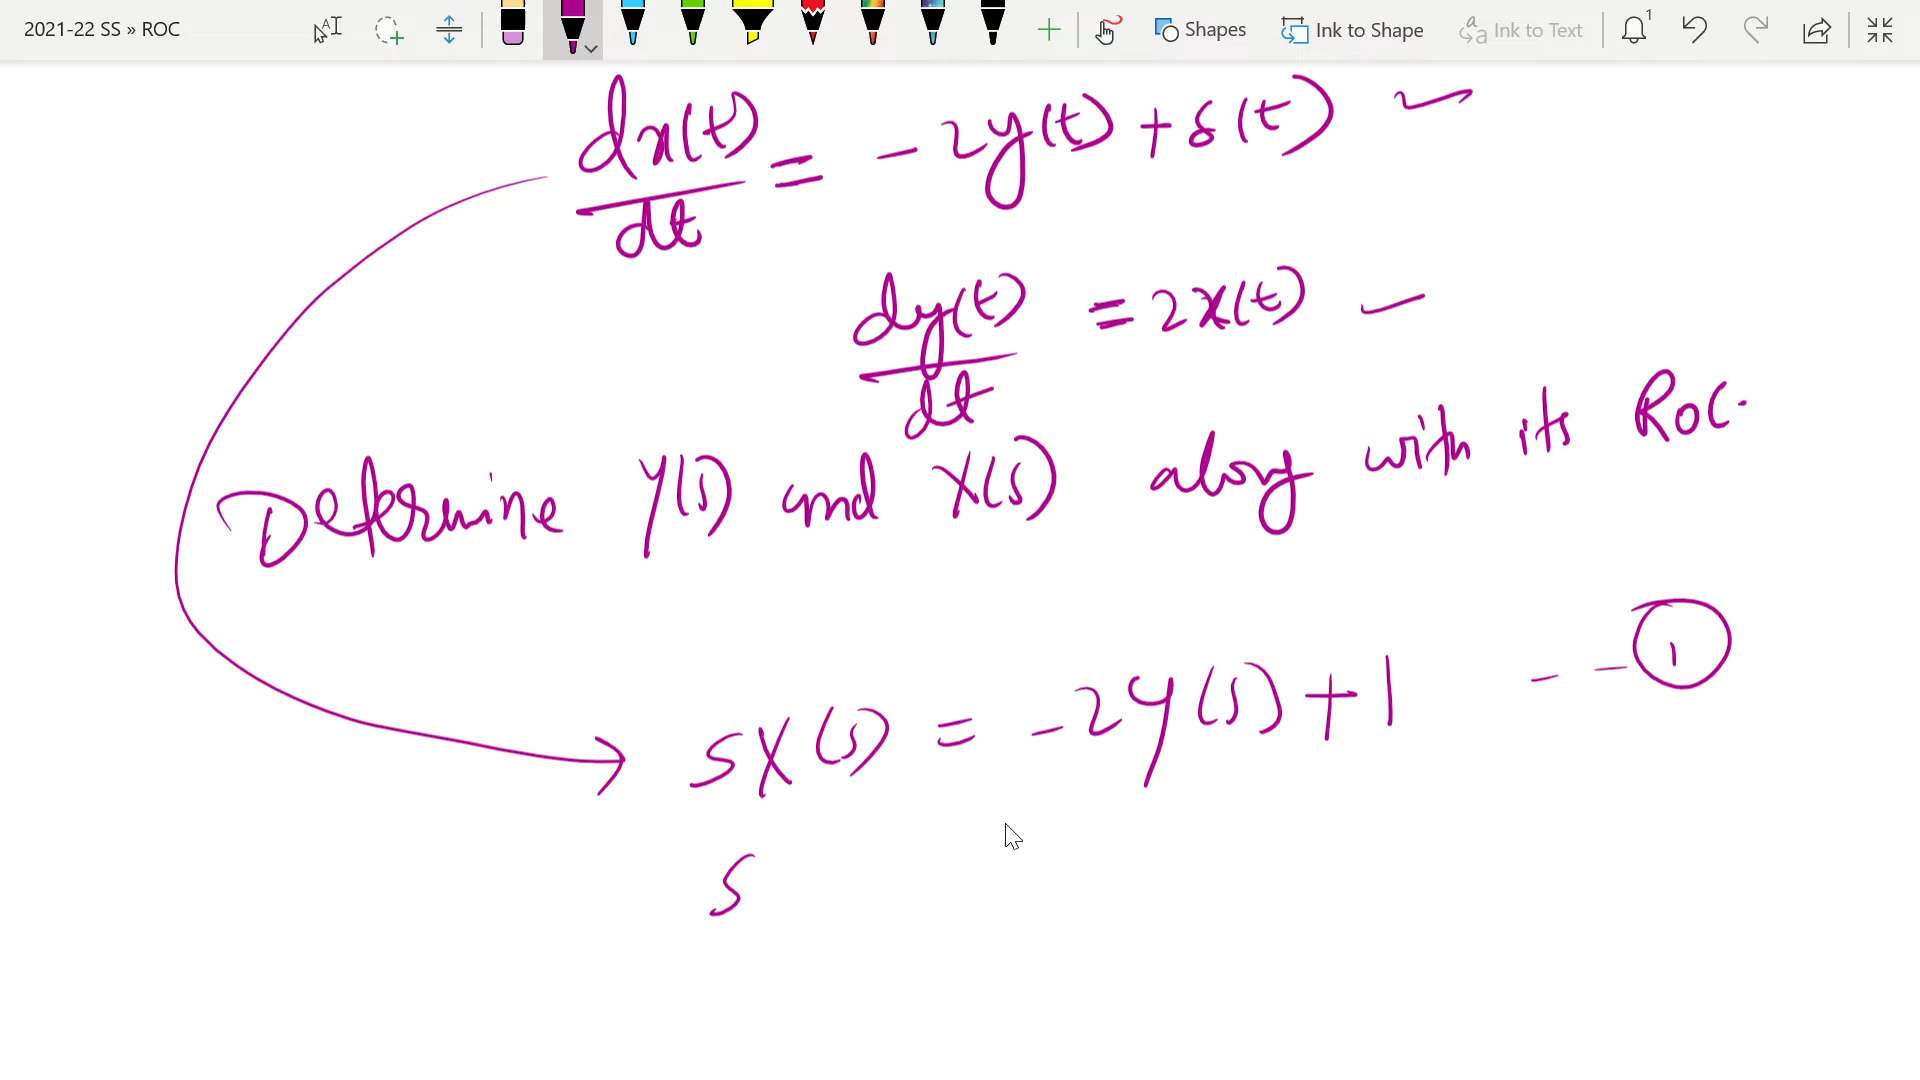 2021-22 SS » ROC Shapes Ink to Shape Ink to Text 1
dx(t)/dt = -2y(t) + δ(t)
dy(t)/dt = 2x(t)
Determine Y(s) and X(s) along with its ROC.
sX(s) = -2Y(s) + 1 -- 1
s